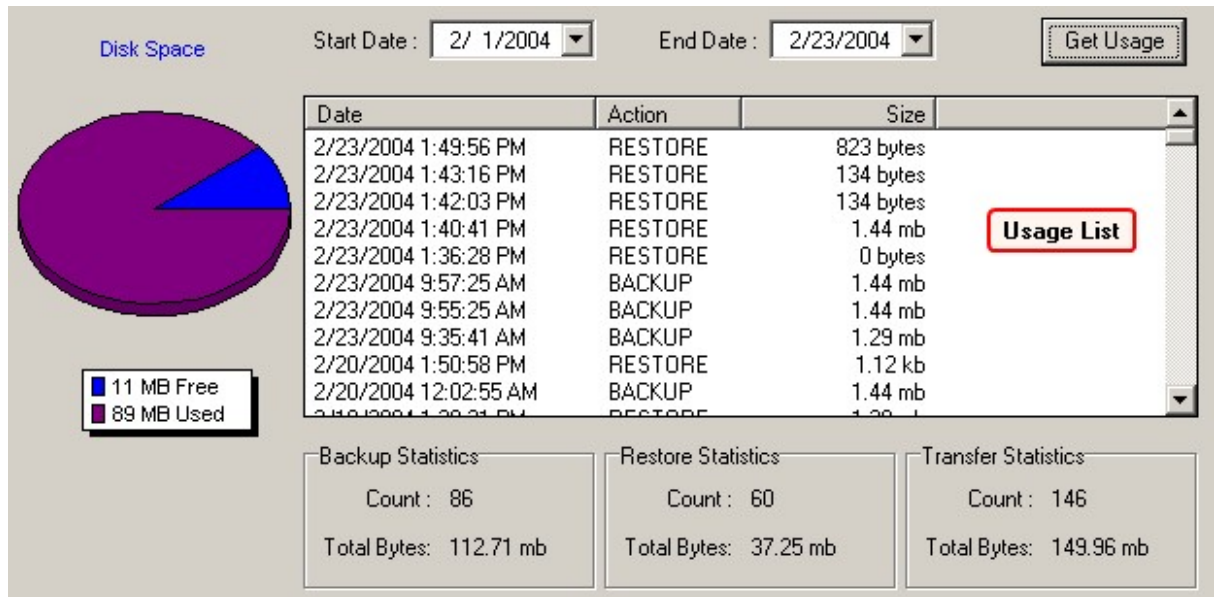 Disk Space
Start Date : 2/ 1/2004 End Date : 2/23/2004 Get Usage
Date Action Size
2/23/2004 1:49:56 PM RESTORE 823 bytes
2/23/2004 1:43:16 PM RESTORE 134 bytes
2/23/2004 1:42:03 PM RESTORE 134 bytes
2/23/2004 1:40:41 PM RESTORE 1.44 mb
2/23/2004 1:36:28 PM RESTORE 0 bytes
2/23/2004 9:57:25 AM BACKUP 1.44 mb
2/23/2004 9:55:25 AM BACKUP 1.44 mb
2/23/2004 9:35:41 AM BACKUP 1.29 mb
2/20/2004 1:50:58 PM RESTORE 1.12 kb
2/20/2004 12:02:55 AM BACKUP 1.44 mb
Usage List
11 MB Free
89 MB Used
Backup Statistics
Count : 86
Total Bytes: 112.71 mb
Restore Statistics
Count : 60
Total Bytes: 37.25 mb
Transfer Statistics
Count : 146
Total Bytes: 149.96 mb